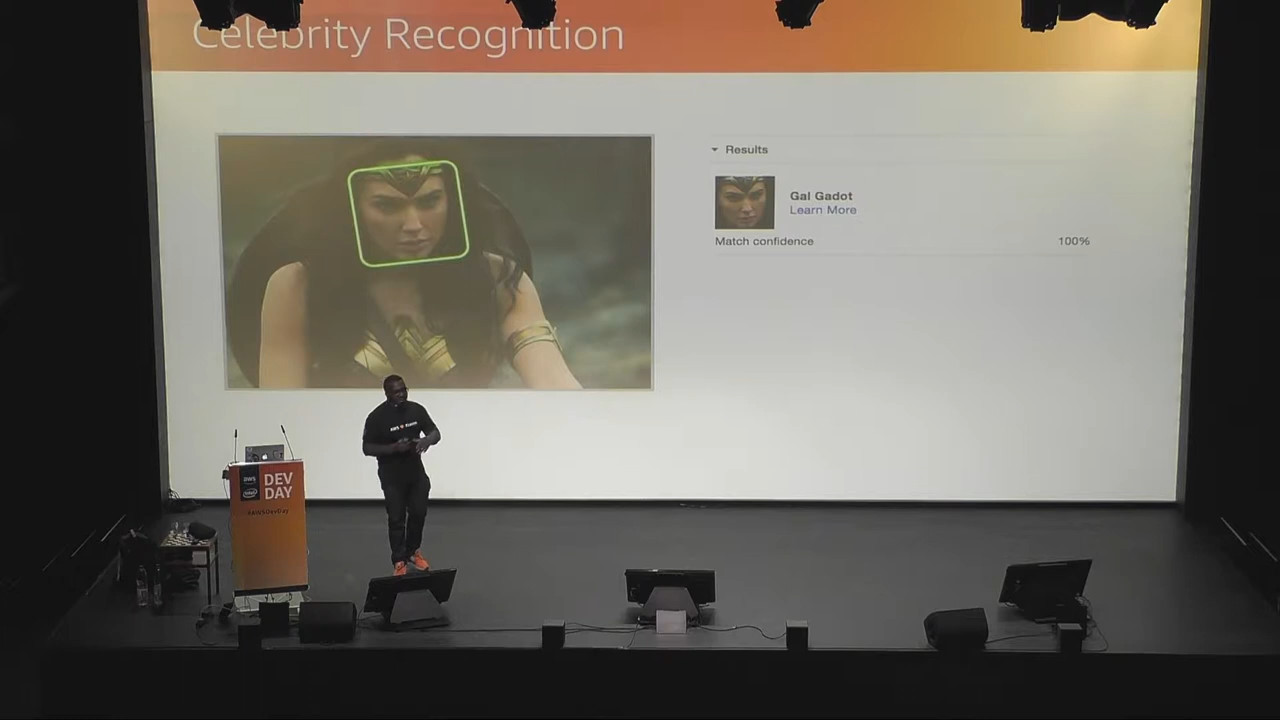 Celebrity Recognition
Results
Gal Gadot
Learn More
Match confidence
100%
aws
DEV
DAY
intel